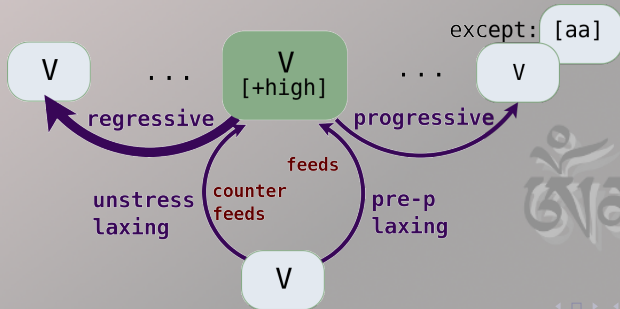 except: [aa]
V ... V ... V
[+high]
regressive
progressive
feeds
unstress
laxing
counter
feeds
pre-p
laxing
V